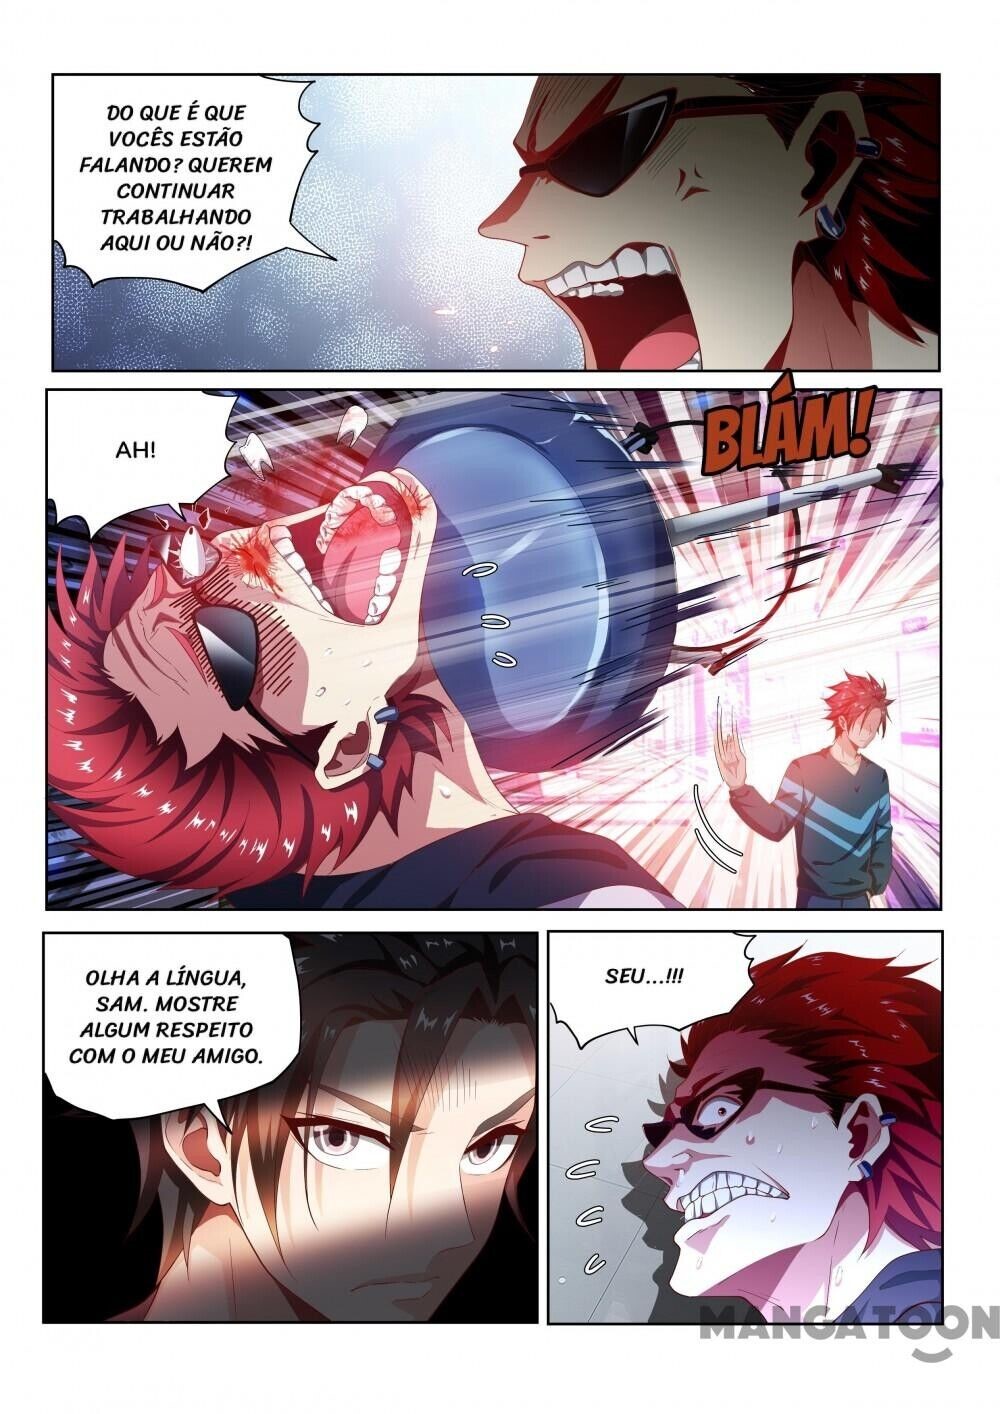 DO QUE É QUE
VOCÊS ESTÃO
FALANDO? QUEREM
CONTINUAR
TRABALHANDO
AQUI OU NÃO?!
BLÁM!
AH!
OLHA A LÍNGUA,
SAM. MOSTRE
ALGUM RESPEITO
COM O MEU AMIGO.
SEU...!!!
MANGATOON